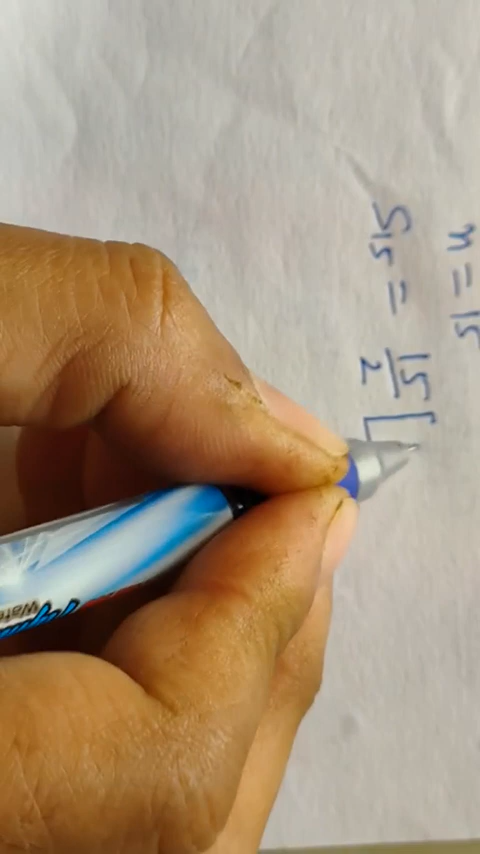 n = 15
S15 = 15/2 [